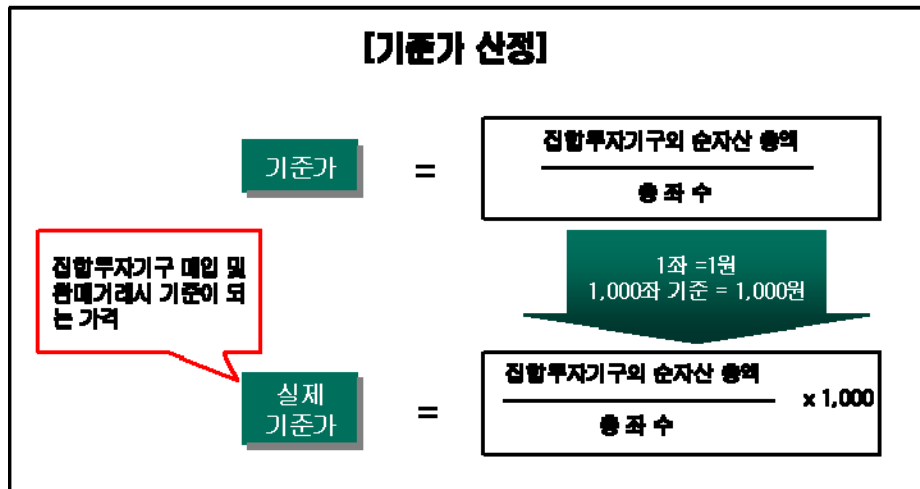 [기준가 산정]
기준가
=
집합투자기구의 순자산 총액
총 좌 수
1좌 =1원
1,000좌 기준 = 1,000원
집합투자기구 매입 및
환매거래시 기준이 되
는 가격
실제
기준가
=
집합투자기구의 순자산 총액
총 좌 수
x 1,000